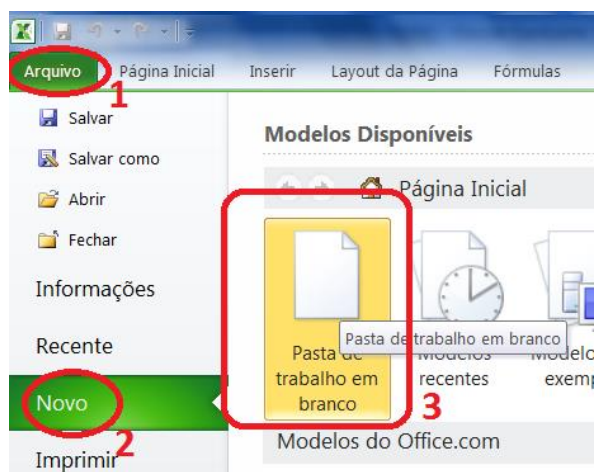 Arquivo Página Inicial Inserir Layout da Página Fórmulas
1
Salvar
Salvar como
Abrir
Fechar
Informações
Recente
Novo
2
Imprimir
Modelos Disponíveis
Página Inicial
Pasta de trabalho em branco
Pasta de
trabalho em
branco
Modelos
recentes
3
Modelos do Office.com